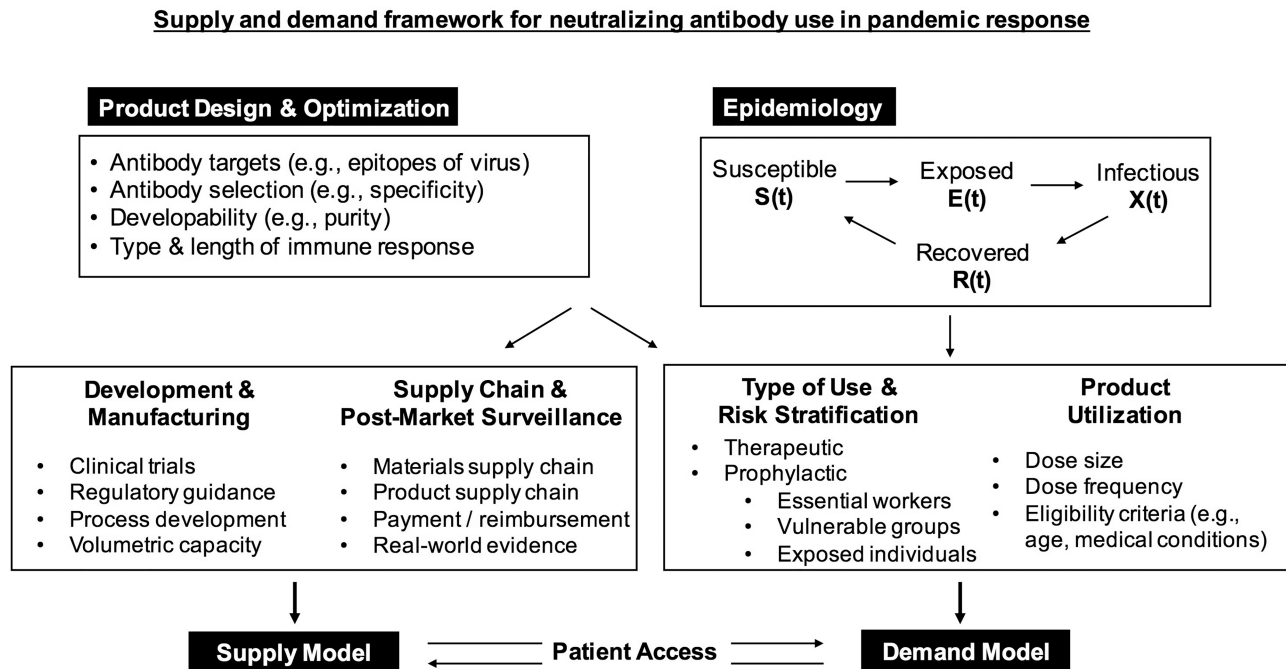 Supply and demand framework for neutralizing antibody use in pandemic response
Product Design & Optimization
• Antibody targets (e.g., epitopes of virus)
• Antibody selection (e.g., specificity)
• Developability (e.g., purity)
• Type & length of immune response
Epidemiology
Susceptible
S(t)
Exposed
E(t)
Infectious
X(t)
Recovered
R(t)
Development &
Manufacturing
• Clinical trials
• Regulatory guidance
• Process development
• Volumetric capacity
Supply Chain &
Post-Market Surveillance
• Materials supply chain
• Product supply chain
• Payment / reimbursement
• Real-world evidence
Type of Use &
Risk Stratification
• Therapeutic
• Prophylactic
• Essential workers
• Vulnerable groups
• Exposed individuals
Product
Utilization
• Dose size
• Dose frequency
• Eligibility criteria (e.g.,
age, medical conditions)
Supply Model
Patient Access
Demand Model